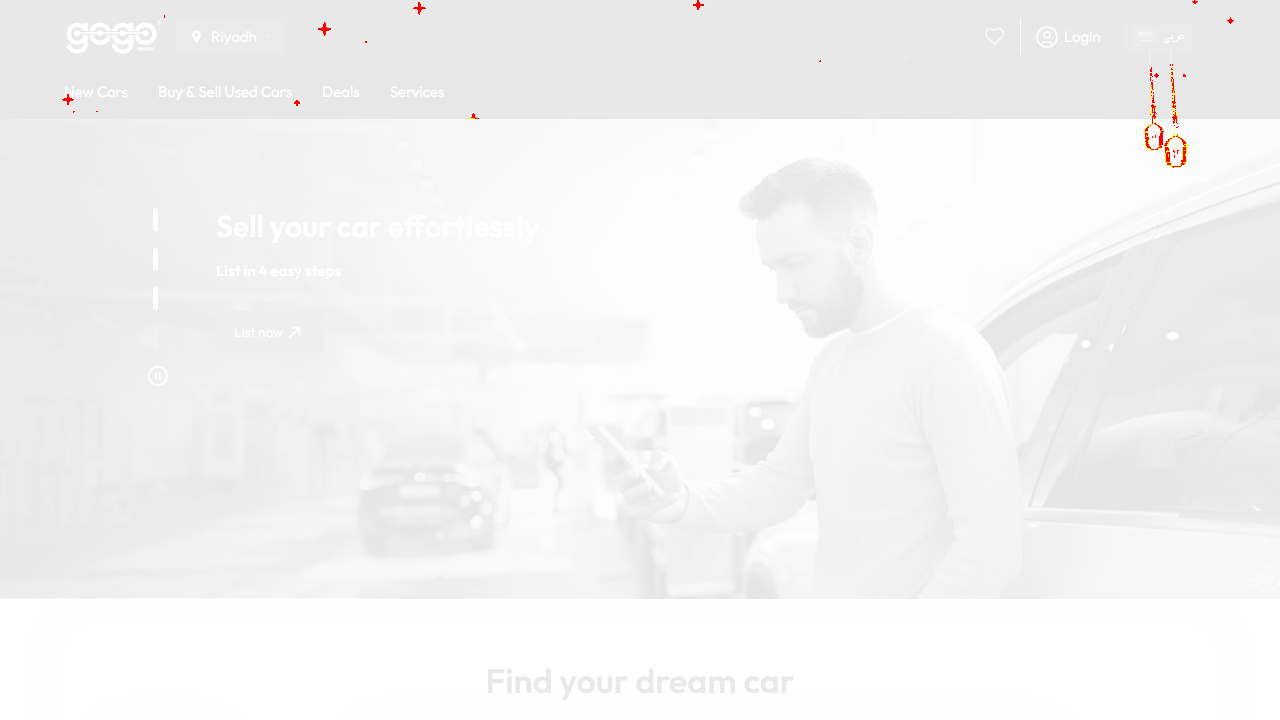 gogo
Riyadh
Login
عربي
New Cars
Buy & Sell Used Cars
Deals
Services
Sell your car effortlessly
List in 4 easy steps
List now
Find your dream car